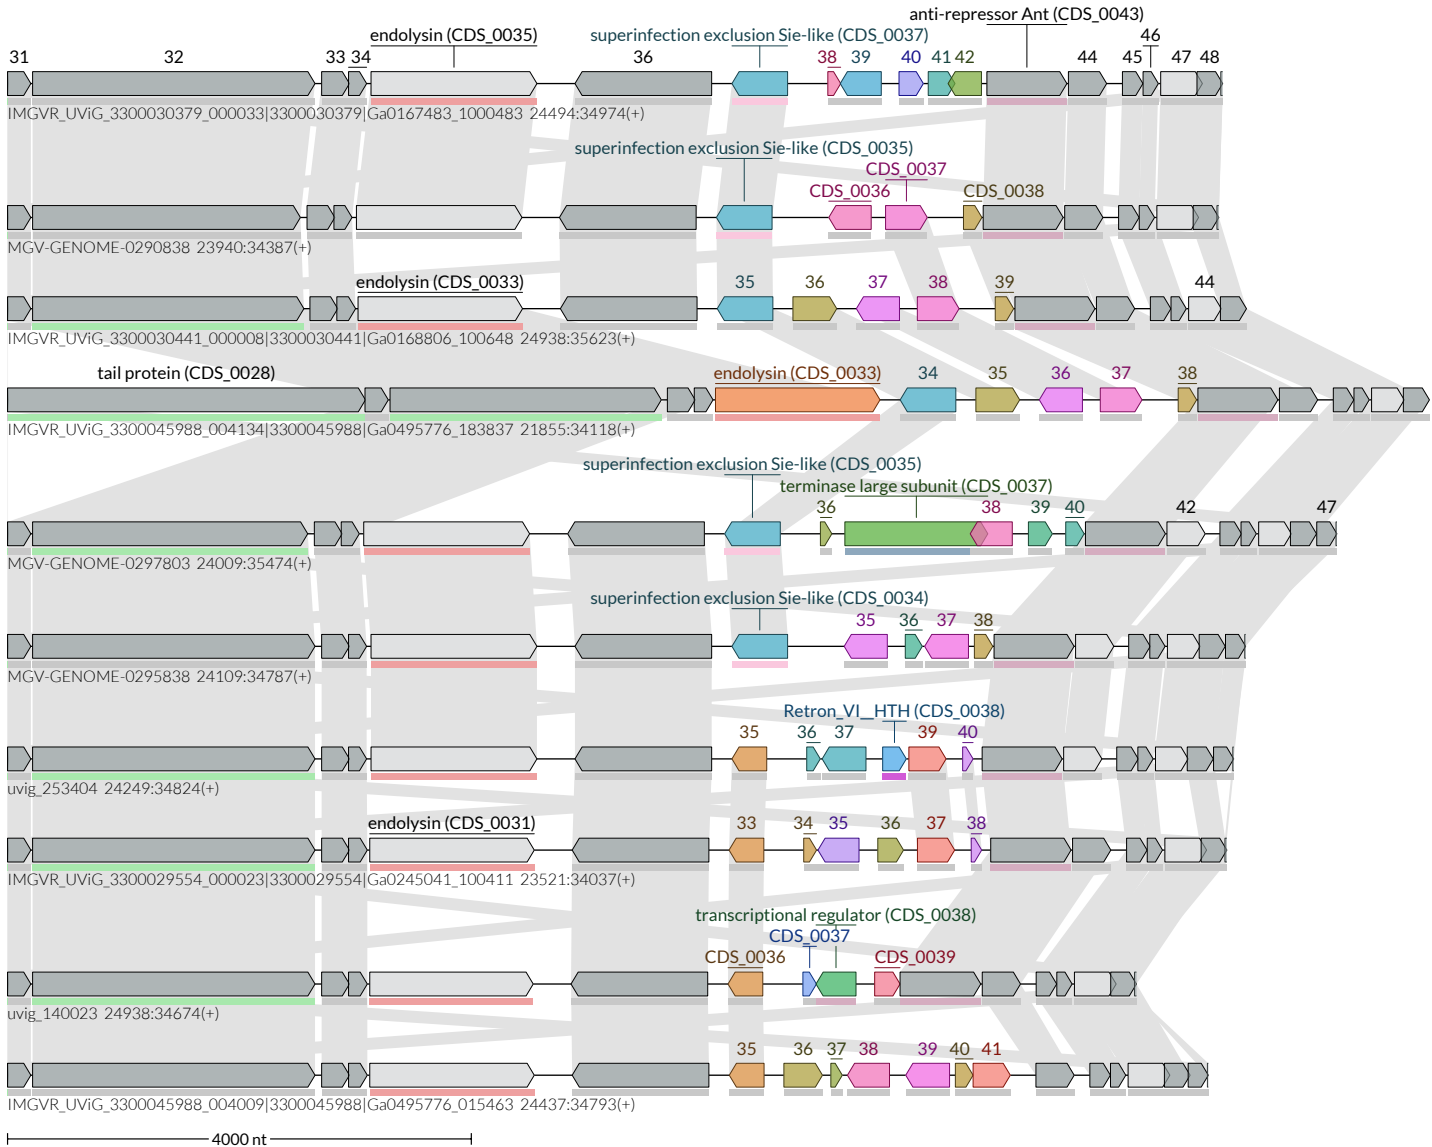 anti-repressor Ant (CDS_0043)
endolysin (CDS_0035) superinfection exclusion Sie-like (CDS_0037) 46
31 32 33 34 36 38 39 40 41 42 44 45 47 48
IMGVR_UViG_3300030379_000033|3300030379|Ga0167483_1000483 24494:34974(+)
superinfection exclusion Sie-like (CDS_0035)
CDS_0037
CDS_0036 CDS_0038
MGV-GENOME-0290838 23940:34387(+)
endolysin (CDS_0033) 35 36 37 38 39 44
IMGVR_UViG_3300030441_000008|3300030441|Ga0168806_100648 24938:35623(+)
tail protein (CDS_0028) endolysin (CDS_0033) 34 35 36 37 38
IMGVR_UViG_3300045988_004134|3300045988|Ga0495776_183837 21855:34118(+)
superinfection exclusion Sie-like (CDS_0035)
terminase large subunit (CDS_0037)
36 38 39 40 42 47
MGV-GENOME-0297803 24009:35474(+)
superinfection exclusion Sie-like (CDS_0034)
35 36 37 38
MGV-GENOME-0295838 24109:34787(+)
Retron_VI__HTH (CDS_0038)
35 36 37 39 40
uvig_253404 24249:34824(+)
endolysin (CDS_0031) 33 34 35 36 37 38
IMGVR_UViG_3300029554_000023|3300029554|Ga0245041_100411 23521:34037(+)
transcriptional regulator (CDS_0038)
CDS_0037
CDS_0036 CDS_0039
uvig_140023 24938:34674(+)
35 36 37 38 39 40 41
IMGVR_UViG_3300045988_004009|3300045988|Ga0495776_015463 24437:34793(+)
4000 nt